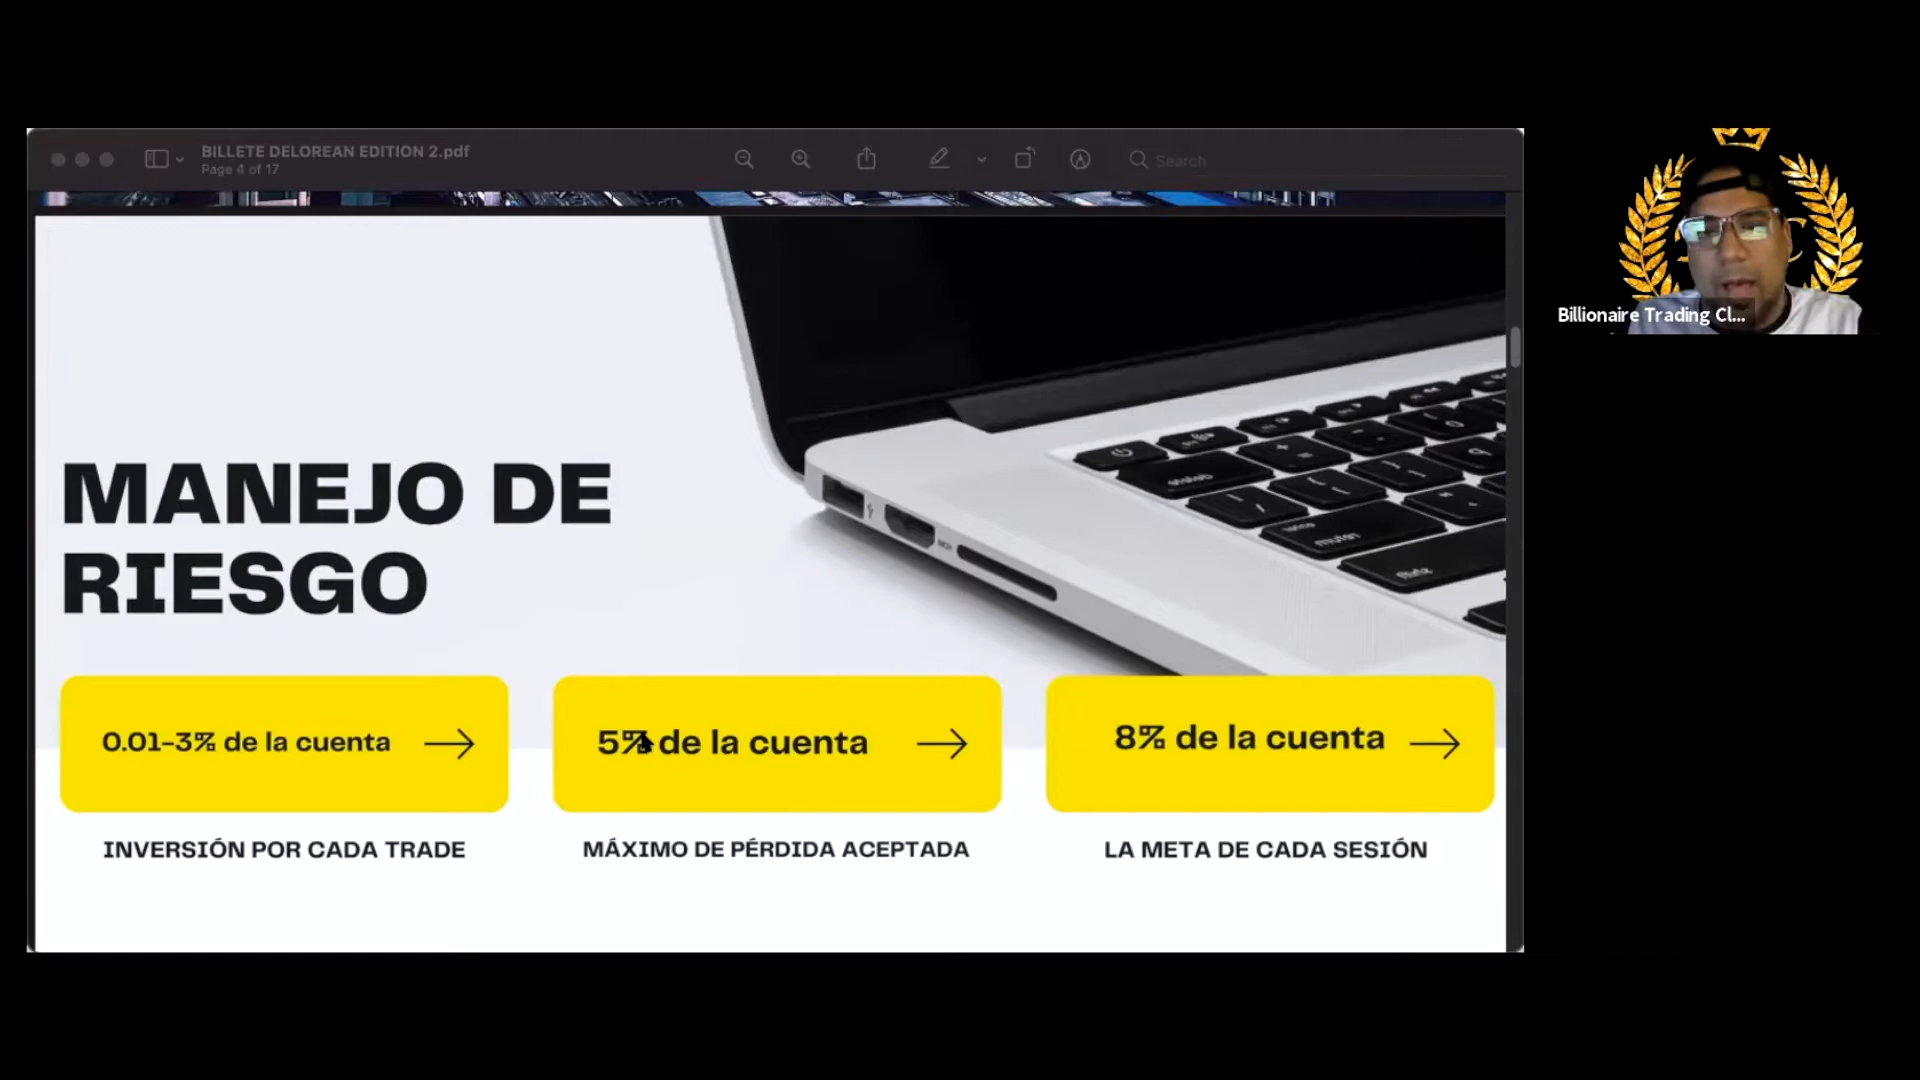 BILLETE DELOREAN EDITION 2.pdf
Page 4 of 17
Search
MANEJO DE
RIESGO
0.01-3% de la cuenta
5% de la cuenta
8% de la cuenta
INVERSIÓN POR CADA TRADE
MÁXIMO DE PÉRDIDA ACEPTADA
LA META DE CADA SESIÓN
Billionaire Trading Cl...